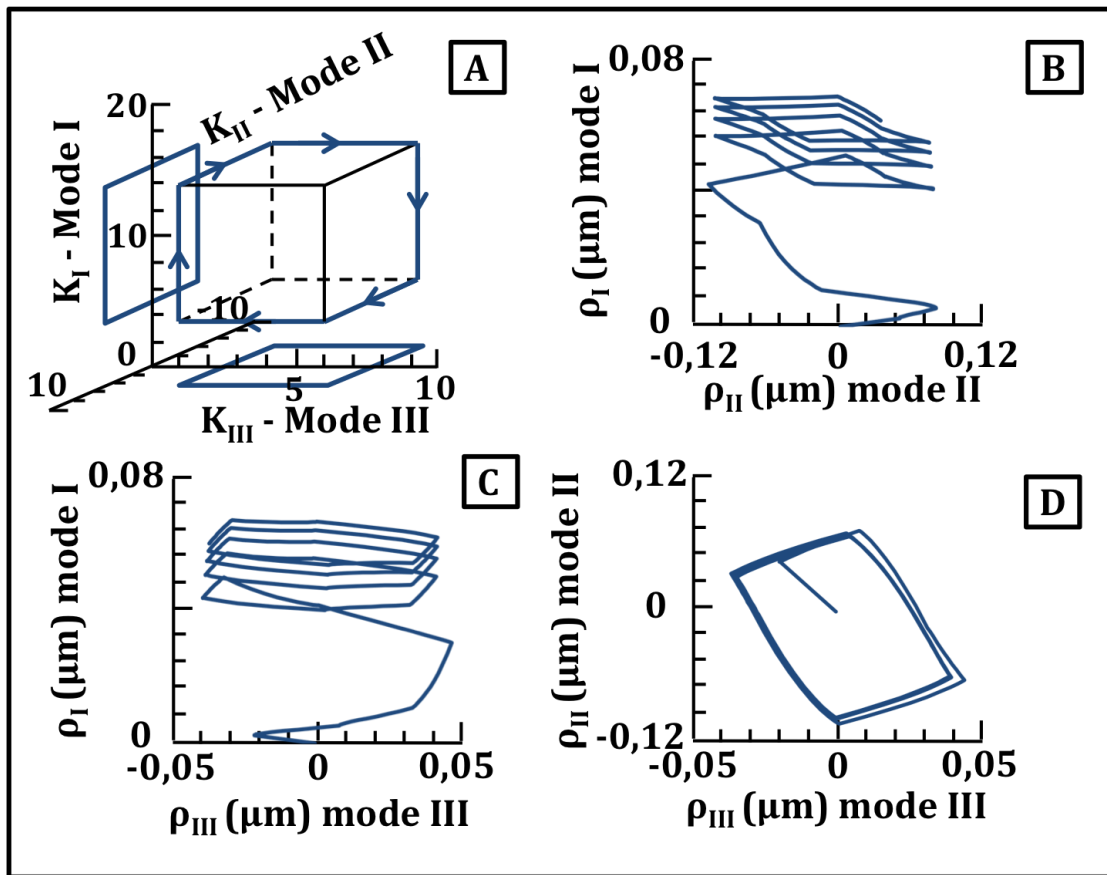 A
20
10
0
K_I - Mode I
K_II - Mode II
10
10
5
10
K_III - Mode III
B
0,08
0
ρ_I (μm) mode I
-0,12
0
0,12
ρ_II (μm) mode II
C
0,08
0
ρ_I (μm) mode I
-0,05
0
0,05
ρ_III (μm) mode III
D
0,12
0
-0,12
ρ_II (μm) mode II
-0,05
0
0,05
ρ_III (μm) mode III